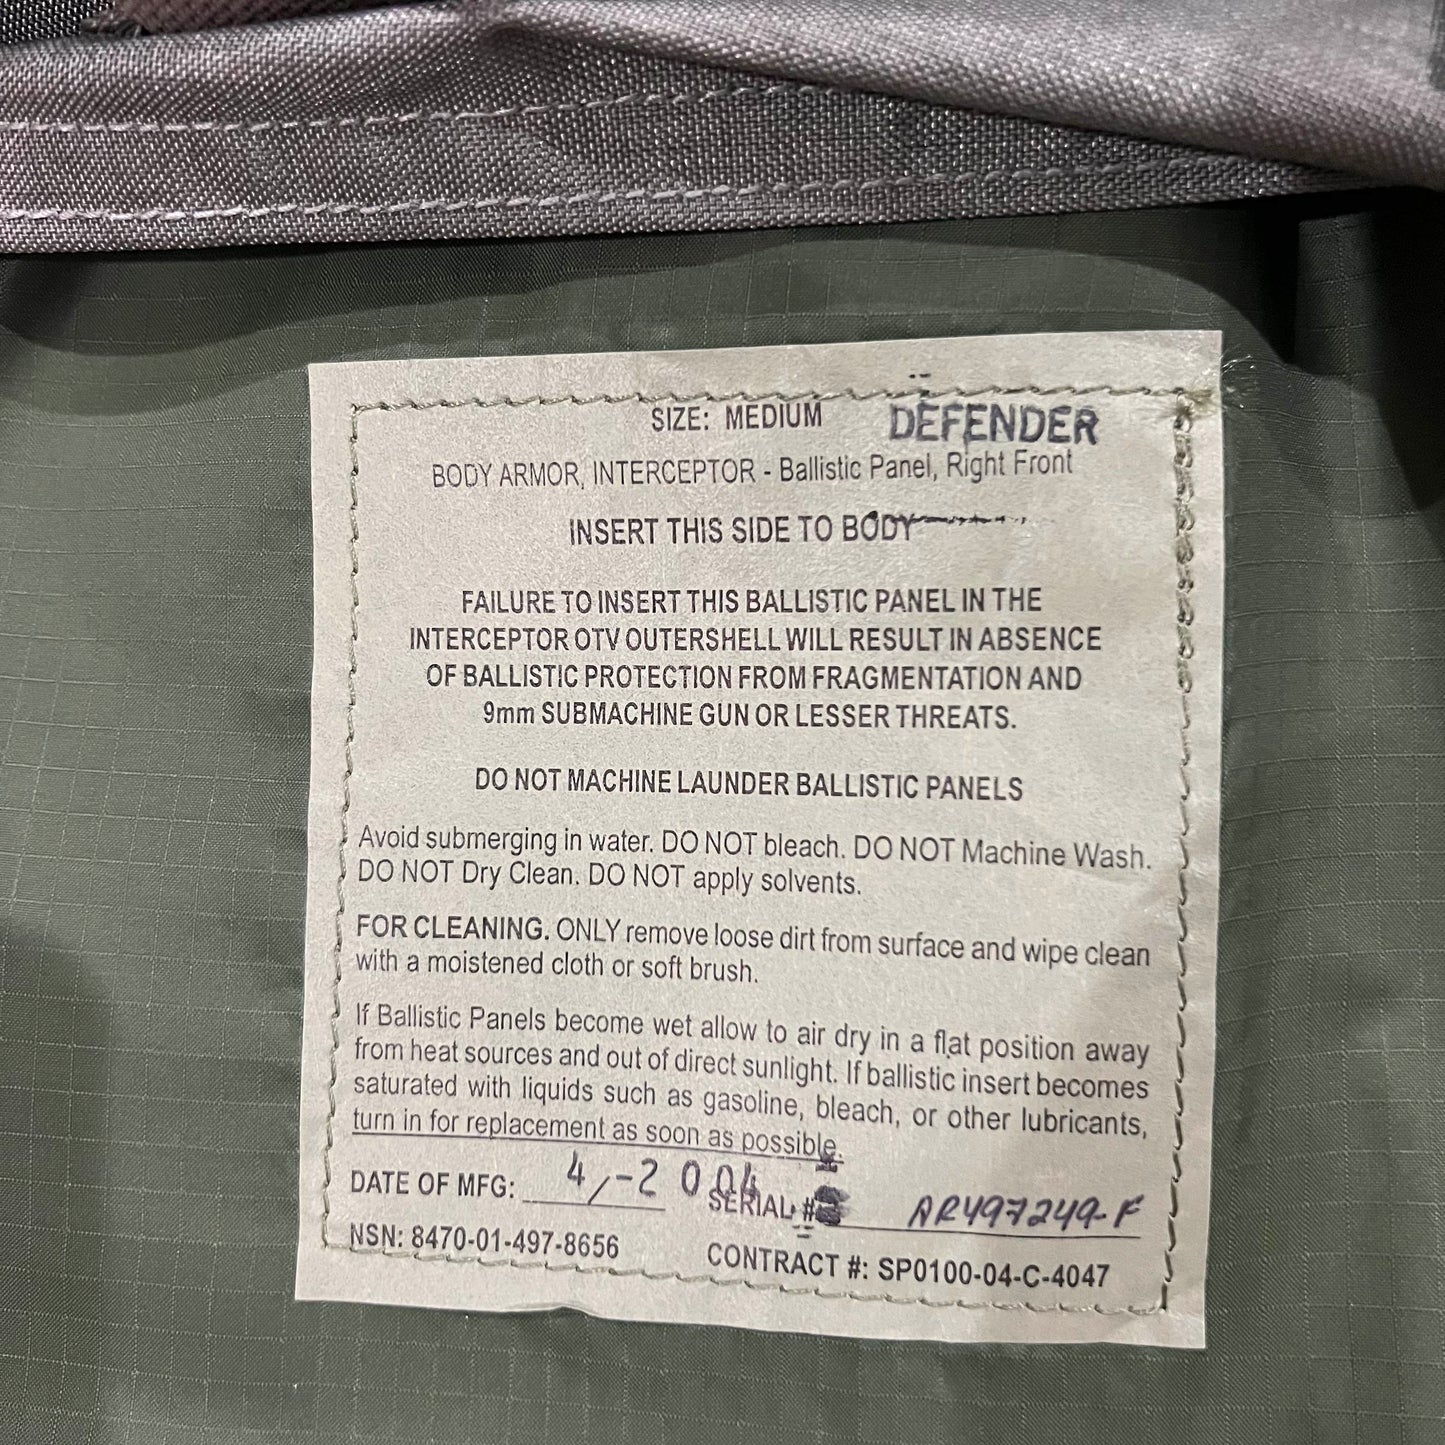 SIZE: MEDIUM DEFENDER
BODY ARMOR, INTERCEPTOR - Ballistic Panel, Right Front
INSERT THIS SIDE TO BODY
FAILURE TO INSERT THIS BALLISTIC PANEL IN THE
INTERCEPTOR OTV OUTERSHELL WILL RESULT IN ABSENCE
OF BALLISTIC PROTECTION FROM FRAGMENTATION AND
9mm SUBMACHINE GUN OR LESSER THREATS.
DO NOT MACHINE LAUNDER BALLISTIC PANELS
Avoid submerging in water. DO NOT bleach. DO NOT Machine Wash.
DO NOT Dry Clean. DO NOT apply solvents.
FOR CLEANING. ONLY remove loose dirt from surface and wipe clean
with a moistened cloth or soft brush.
If Ballistic Panels become wet allow to air dry in a flat position away
from heat sources and out of direct sunlight. If ballistic insert becomes
saturated with liquids such as gasoline, bleach, or other lubricants,
turn in for replacement as soon as possible.
DATE OF MFG: 4/-2004 SERIAL # AR497249-F
NSN: 8470-01-497-8656 CONTRACT #: SP0100-04-C-4047